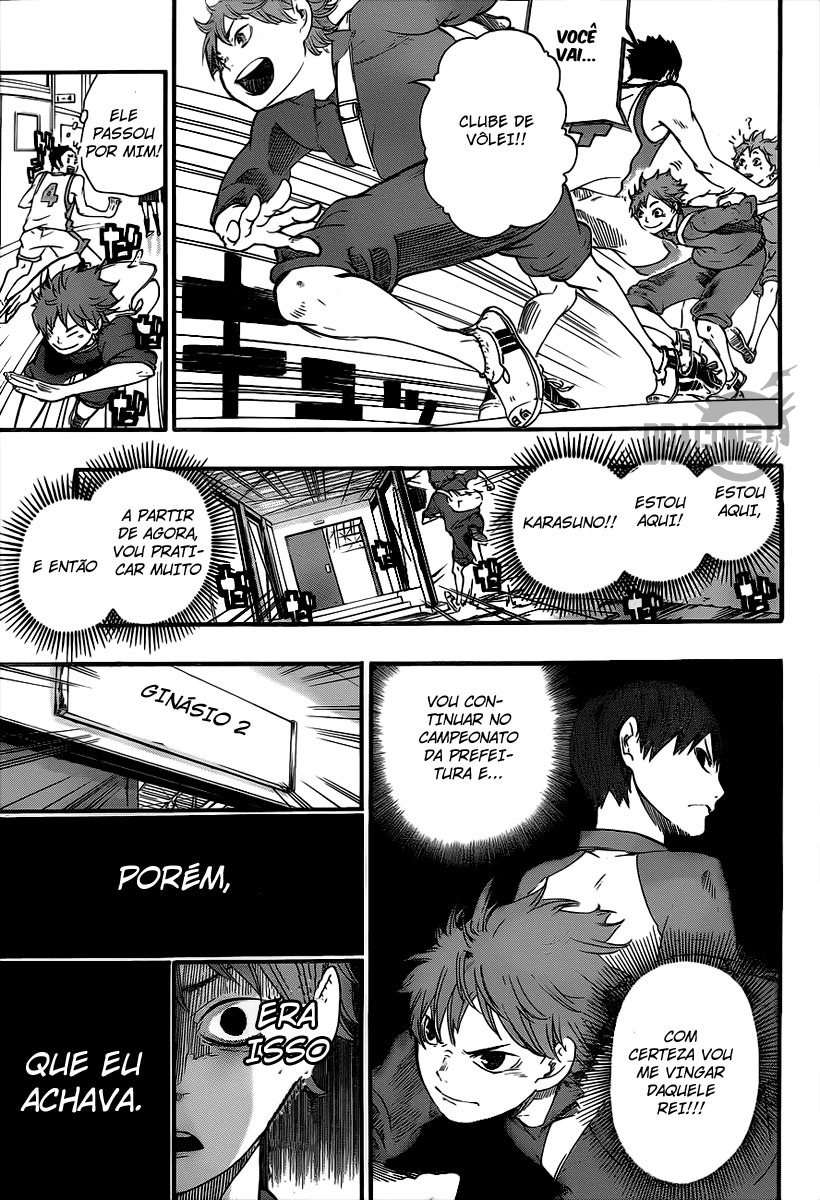 VOCÊ
VAI...
CLUBE DE
VÔLEI!!
ELE
PASSOU
POR MIM!
4
ESTOU
AQUI,
ESTOU
AQUI!
KARASUNO!!
A PARTIR
DE AGORA,
VOU PRATI-
CAR MUITO
E ENTÃO
VOU CON-
TINUAR NO
CAMPEONATO
DA PREFEI-
TURA E...
COM
CERTEZA VOU
ME VINGAR
DAQUELE
REI!!!
GINÁSIO 2
PORÉM,
ERA
ISSO
QUE EU
ACHAVA.